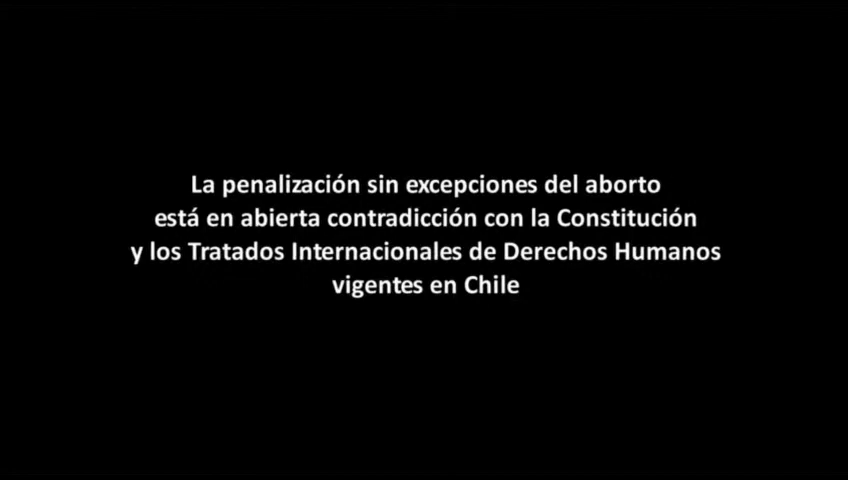 La penalización sin excepciones del aborto
está en abierta contradicción con la Constitución
y los Tratados Internacionales de Derechos Humanos
vigentes en Chile